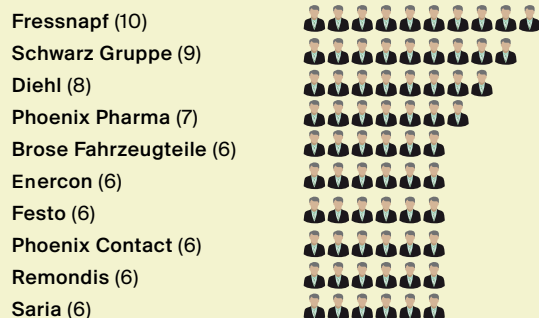 Fressnapf (10)
Schwarz Gruppe (9)
Diehl (8)
Phoenix Pharma (7)
Brose Fahrzeugteile (6)
Enercon (6)
Festo (6)
Phoenix Contact (6)
Remondis (6)
Saria (6)